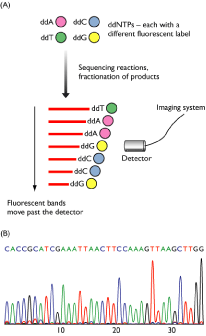 (A)
ddA ddC ddNTPs – each with a
ddT ddG different fluorescent label
Sequencing reactions,
fractionation of products
Imaging system
ddT
ddA
ddA
ddG
ddC
ddC
ddG
Detector
Fluorescent bands
move past the detector
(B)
CACCGCATCGAAATTAACTTCCAAAGTTAAGCTTGG
10 20 30